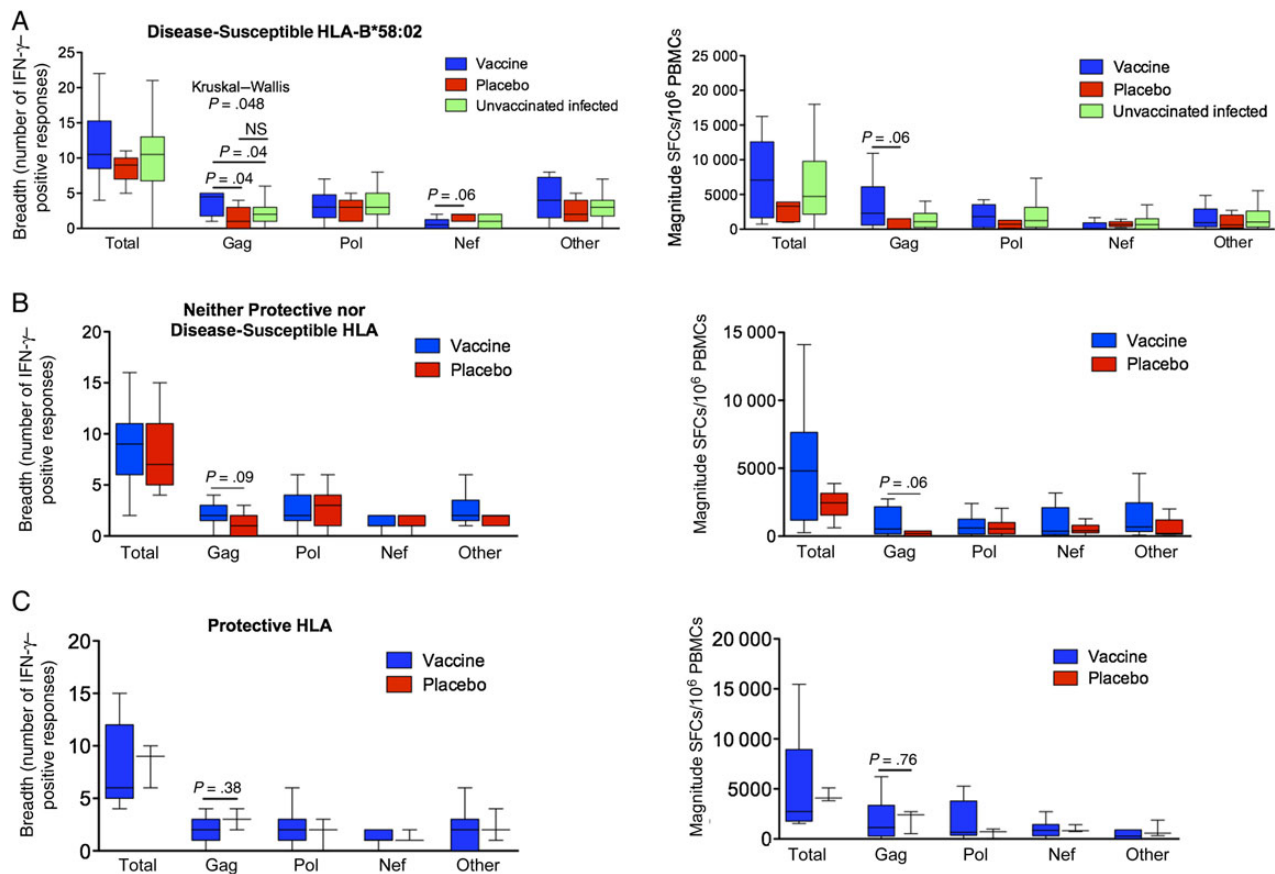 A
Disease-Susceptible HLA-B*58:02
Breadth (number of IFN-γ–
positive responses)
25
20
15
10
5
0
Kruskal–Wallis
P = .048
NS
P = .04
P = .04
P = .06
Vaccine
Placebo
Unvaccinated infected
Total
Gag
Pol
Nef
Other
Magnitude SFCs/10⁶ PBMCs
25 000
20 000
15 000
10 000
5000
0
P = .06
Vaccine
Placebo
Unvaccinated infected
Total
Gag
Pol
Nef
Other
B
Neither Protective nor
Disease-Susceptible HLA
Breadth (number of IFN-γ–
positive responses)
20
15
10
5
0
P = .09
Vaccine
Placebo
Total
Gag
Pol
Nef
Other
Magnitude SFCs/10⁶ PBMCs
15 000
10 000
5000
0
P = .06
Vaccine
Placebo
Total
Gag
Pol
Nef
Other
C
Protective HLA
Breadth (number of IFN-γ–
positive responses)
20
15
10
5
0
P = .38
Vaccine
Placebo
Total
Gag
Pol
Nef
Other
Magnitude SFCs/10⁶ PBMCs
20 000
15 000
10 000
5000
0
P = .76
Vaccine
Placebo
Total
Gag
Pol
Nef
Other